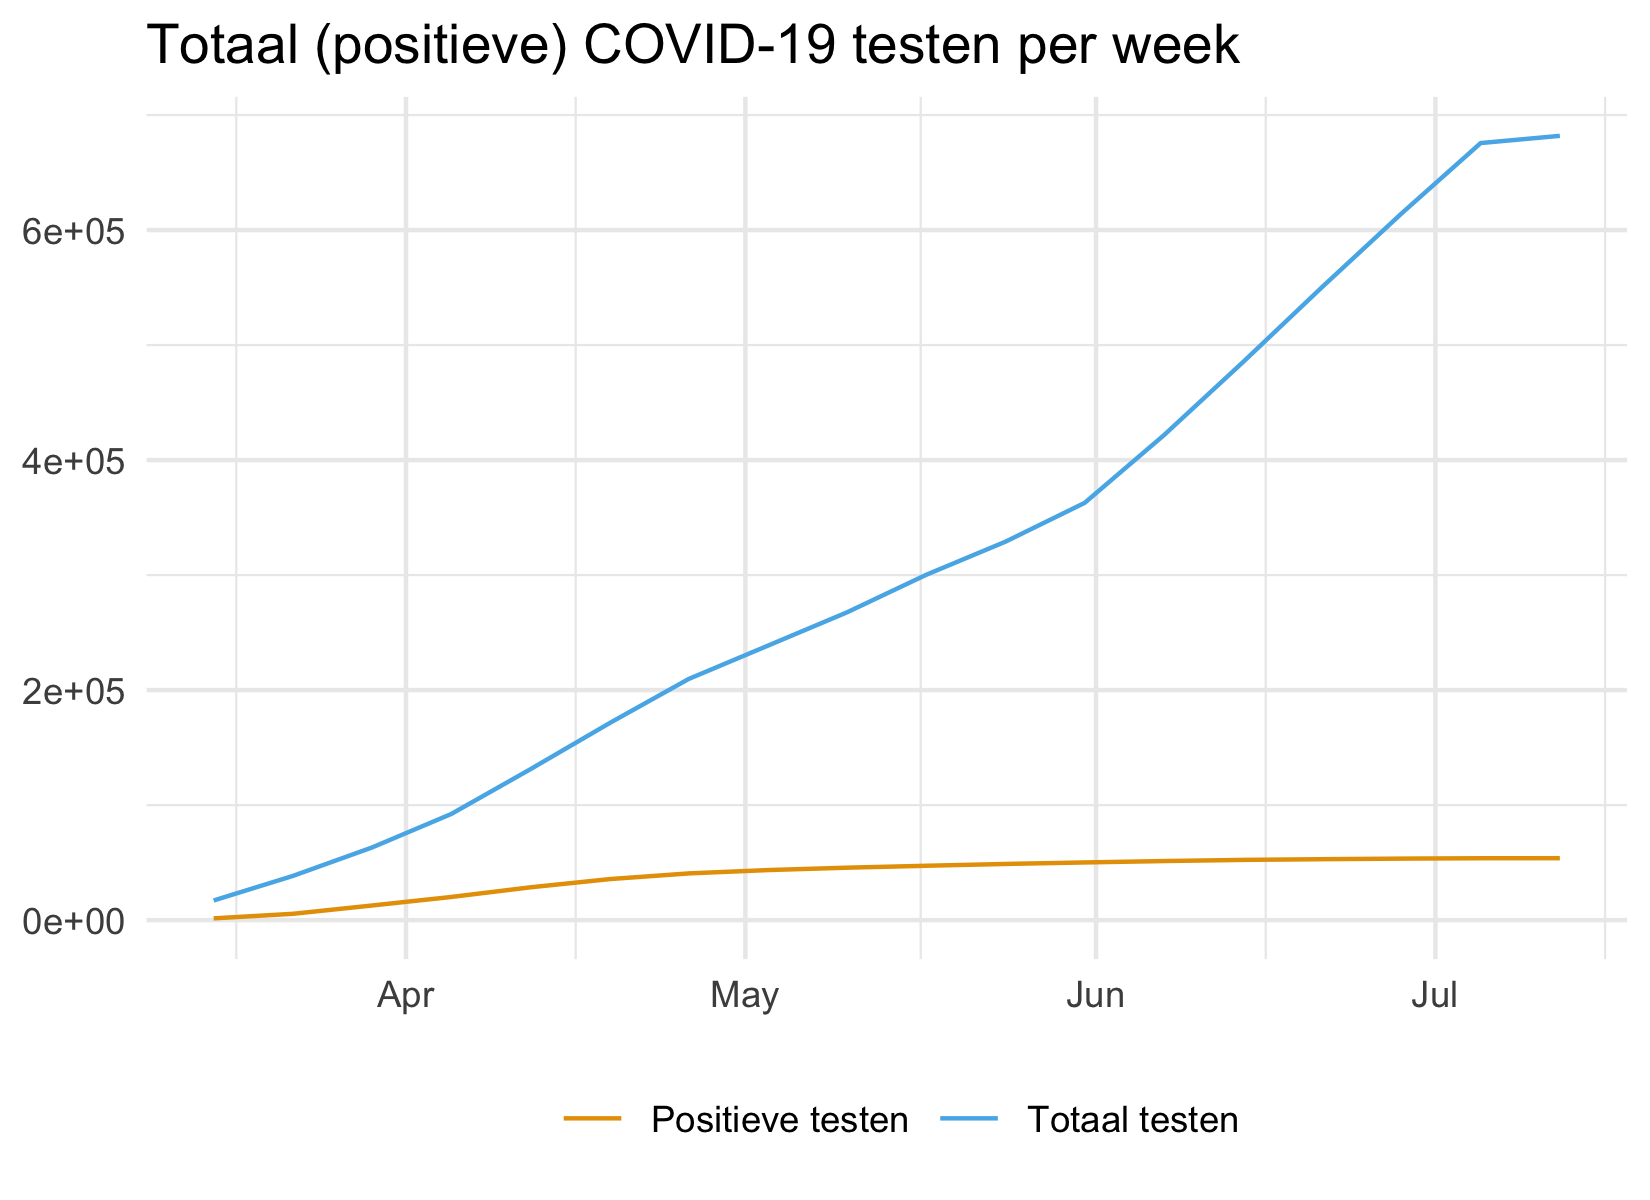 Totaal (positieve) COVID-19 testen per week
6e+05
4e+05
2e+05
0e+00
Apr May Jun Jul
Positieve testen Totaal testen